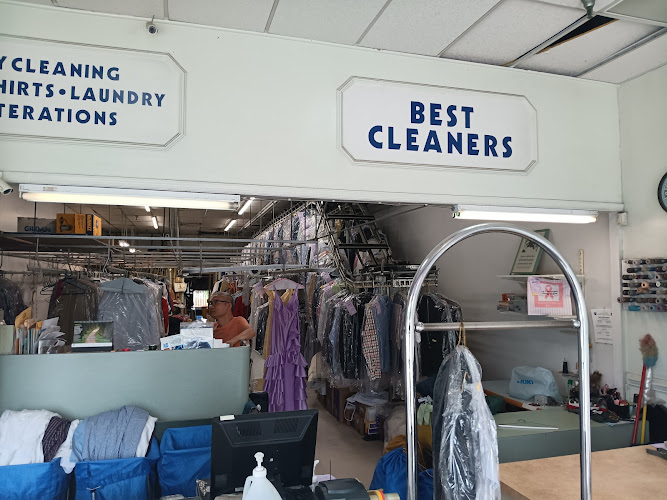 YCLEANING
HIRTS•LAUNDRY
TERATIONS
BEST
CLEANERS